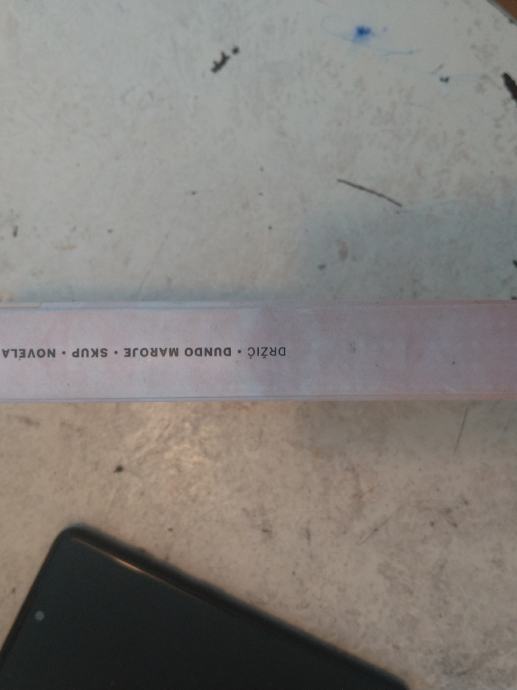 DRŽIĆ • DUNDO MAROJE • SKUP • NOVELA